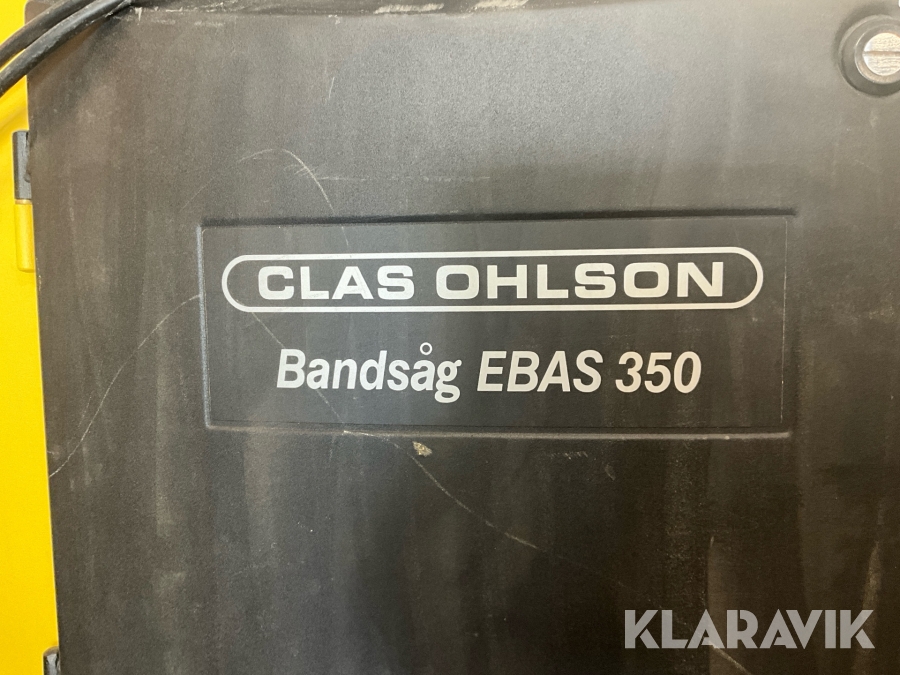 CLAS OHLSON
Bandsåg EBAS 350
KLARAVIK